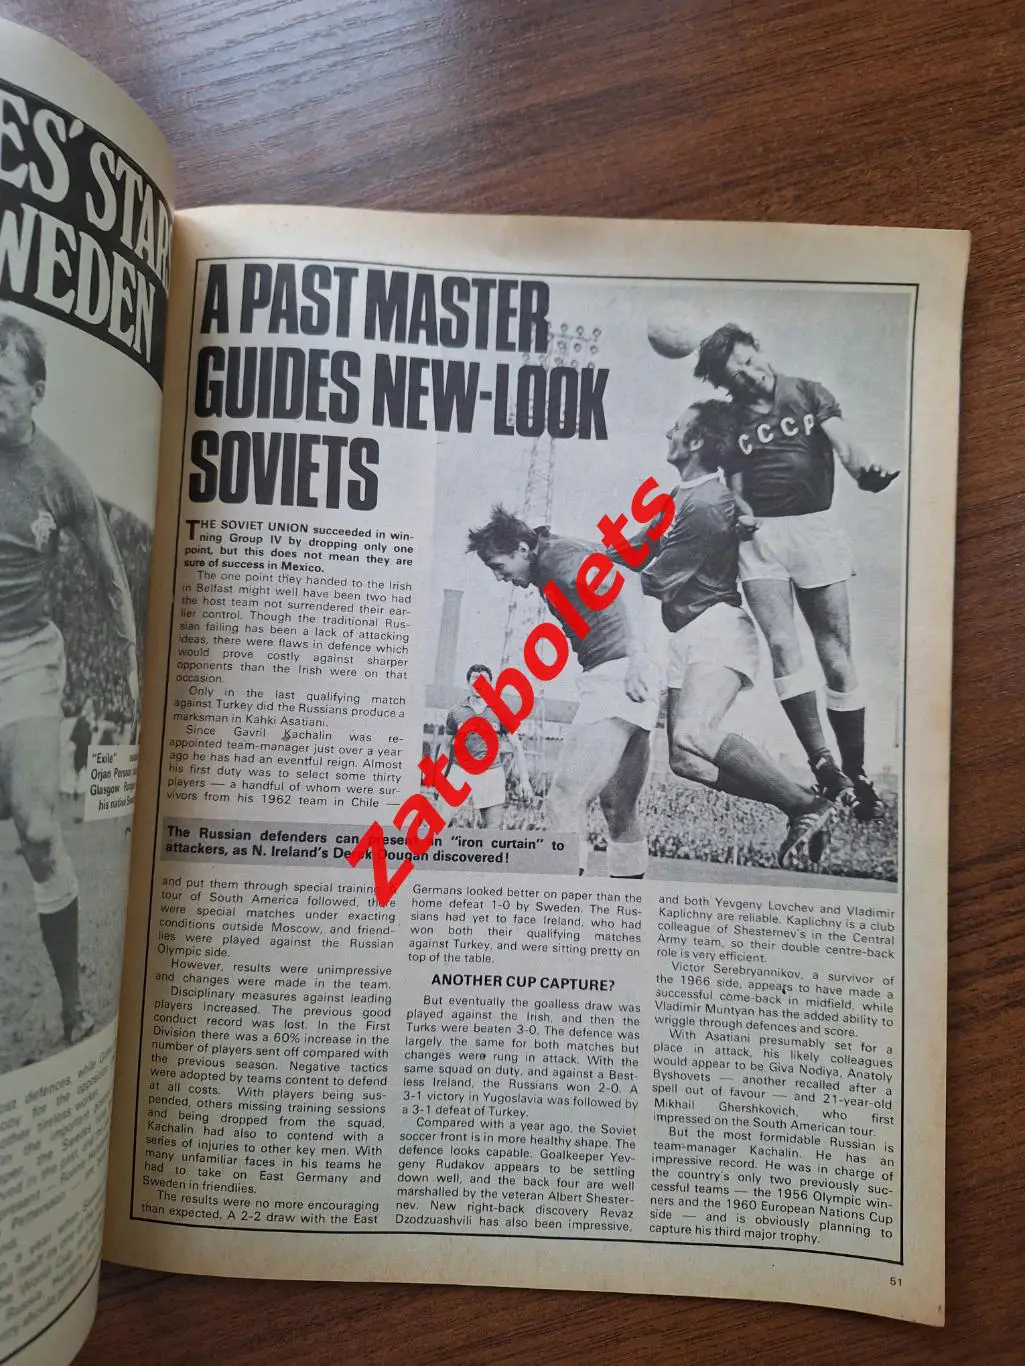 ES' STARS
WEDEN
"Exile"
Orjan Persson
Glasgow
his native
A PAST MASTER
GUIDES NEW-LOOK
SOVIETS
THE SOVIET UNION succeeded in win-
ning Group IV by dropping only one
point, but this does not mean they are
sure of success in Mexico.
The one point they handed to the Irish
in Belfast might well have been two had
the host team not surrendered their ear-
lier control. Though the traditional Rus-
sian failing has been a lack of attacking
ideas, there were flaws in defence which
would prove costly against sharper
opponents than the Irish were on that
occasion.
Only in the last qualifying match
against Turkey did the Russians produce a
marksman in Kahki Asatiani.
Since Gavril Kachalin was re-
appointed team-manager just over a year
ago he has had an eventful reign. Almost
his first duty was to select some thirty
players — a handful of whom were sur-
vivors from his 1962 team in Chile —
CCCP
The Russian defenders can present an "iron curtain" to
attackers, as N. Ireland's Derek Dougan discovered!
and put them through special training. A
tour of South America followed, there
were special matches under exacting
conditions outside Moscow, and friend-
lies were played against the Russian
Olympic side.
However, results were unimpressive
and changes were made in the team.
Disciplinary measures against leading
players increased. The previous good
conduct record was lost. In the First
Division there was a 60% increase in the
number of players sent off compared with
the previous season. Negative tactics
were adopted by teams content to defend
at all costs. With players being sus-
pended, others missing training sessions
and being dropped from the squad,
Kachalin had also to contend with a
series of injuries to other key men. With
many unfamiliar faces in his teams he
had to take on East Germany and
Sweden in friendlies.
The results were no more encouraging
than expected. A 2-2 draw with the East
Germans looked better on paper than the
home defeat 1-0 by Sweden. The Rus-
sians had yet to face Ireland, who had
won both their qualifying matches
against Turkey, and were sitting pretty on
top of the table.
ANOTHER CUP CAPTURE?
But eventually the goalless draw was
played against the Irish, and then the
Turks were beaten 3-0. The defence was
largely the same for both matches but
changes were rung in attack. With the
same squad on duty, and against a Best-
less Ireland, the Russians won 2-0. A
3-1 victory in Yugoslavia was followed by
a 3-1 defeat of Turkey.
Compared with a year ago, the Soviet
soccer front is in more healthy shape. The
defence looks capable. Goalkeeper Yev-
geny Rudakov appears to be settling
down well, and the back four are well
marshalled by the veteran Albert Shester-
nev. New right-back discovery Revaz
Dzodzuashvili has also been impressive,
and both Yevgeny Lovchev and Vladimir
Kaplichny are reliable. Kaplichny is a club
colleague of Shesternev's in the Central
Army team, so their double centre-back
role is very efficient.
Victor Serebryannikov, a survivor of
the 1966 side, appears to have made a
successful come-back in midfield, while
Vladimir Muntyan has the added ability to
wriggle through defences and score.
With Asatiani presumably set for a
place in attack, his likely colleagues
would appear to be Giva Nodiya, Anatoly
Byshovets — another recalled after a
spell out of favour — and 21-year-old
Mikhail Ghershkovich, who first
impressed on the South American tour.
But the most formidable Russian is
team-manager Kachalin. He has an
impressive record. He was in charge of
the country's only two previously suc-
cessful teams — the 1956 Olympic win-
ners and the 1960 European Nations Cup
side — and is obviously planning to
capture his third major trophy.
51
Zatobolets